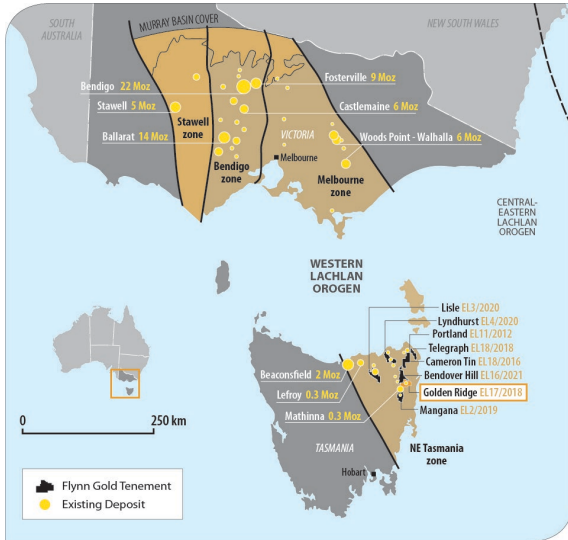 SOUTH
AUSTRALIA
MURRAY BASIN COVER
NEW SOUTH WALES
Bendigo 22 Moz
Fosterville 9 Moz
Stawell 5 Moz
Castlemaine 6 Moz
Stawell
zone
Ballarat 14 Moz
VICTORIA
Woods Point - Walhalla 6 Moz
Melbourne
Bendigo
zone
Melbourne
zone
CENTRAL-
EASTERN
LACHLAN
OROGEN
WESTERN
LACHLAN
OROGEN
Lisle EL3/2020
Lyndhurst EL4/2020
Portland EL11/2012
Telegraph EL18/2018
Cameron Tin EL18/2016
Bendover Hill EL16/2021
Golden Ridge EL17/2018
Mangana EL2/2019
Beaconsfield 2 Moz
Lefroy 0.3 Moz
Mathinna 0.3 Moz
0 250 km
TASMANIA
NE Tasmania
zone
Hobart
Flynn Gold Tenement
Existing Deposit